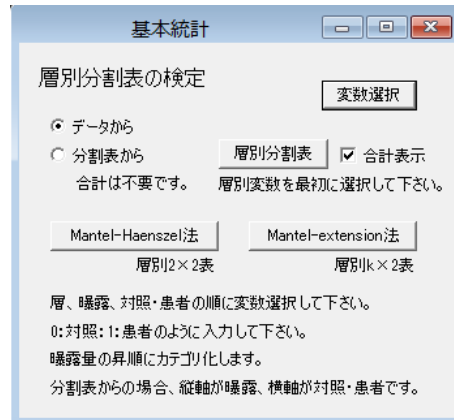 基本統計
層別分割表の検定
変数選択
データから
分割表から
層別分割表
合計表示
合計は不要です。
層別変数を最初に選択して下さい。
Mantel-Haenszel法
Mantel-extension法
層別2×2表
層別k×2表
層、曝露、対照・患者の順に変数選択して下さい。
0:対照:1:患者のように入力して下さい。
曝露量の昇順にカテゴリ化します。
分割表からの場合、縦軸が曝露、横軸が対照・患者です。